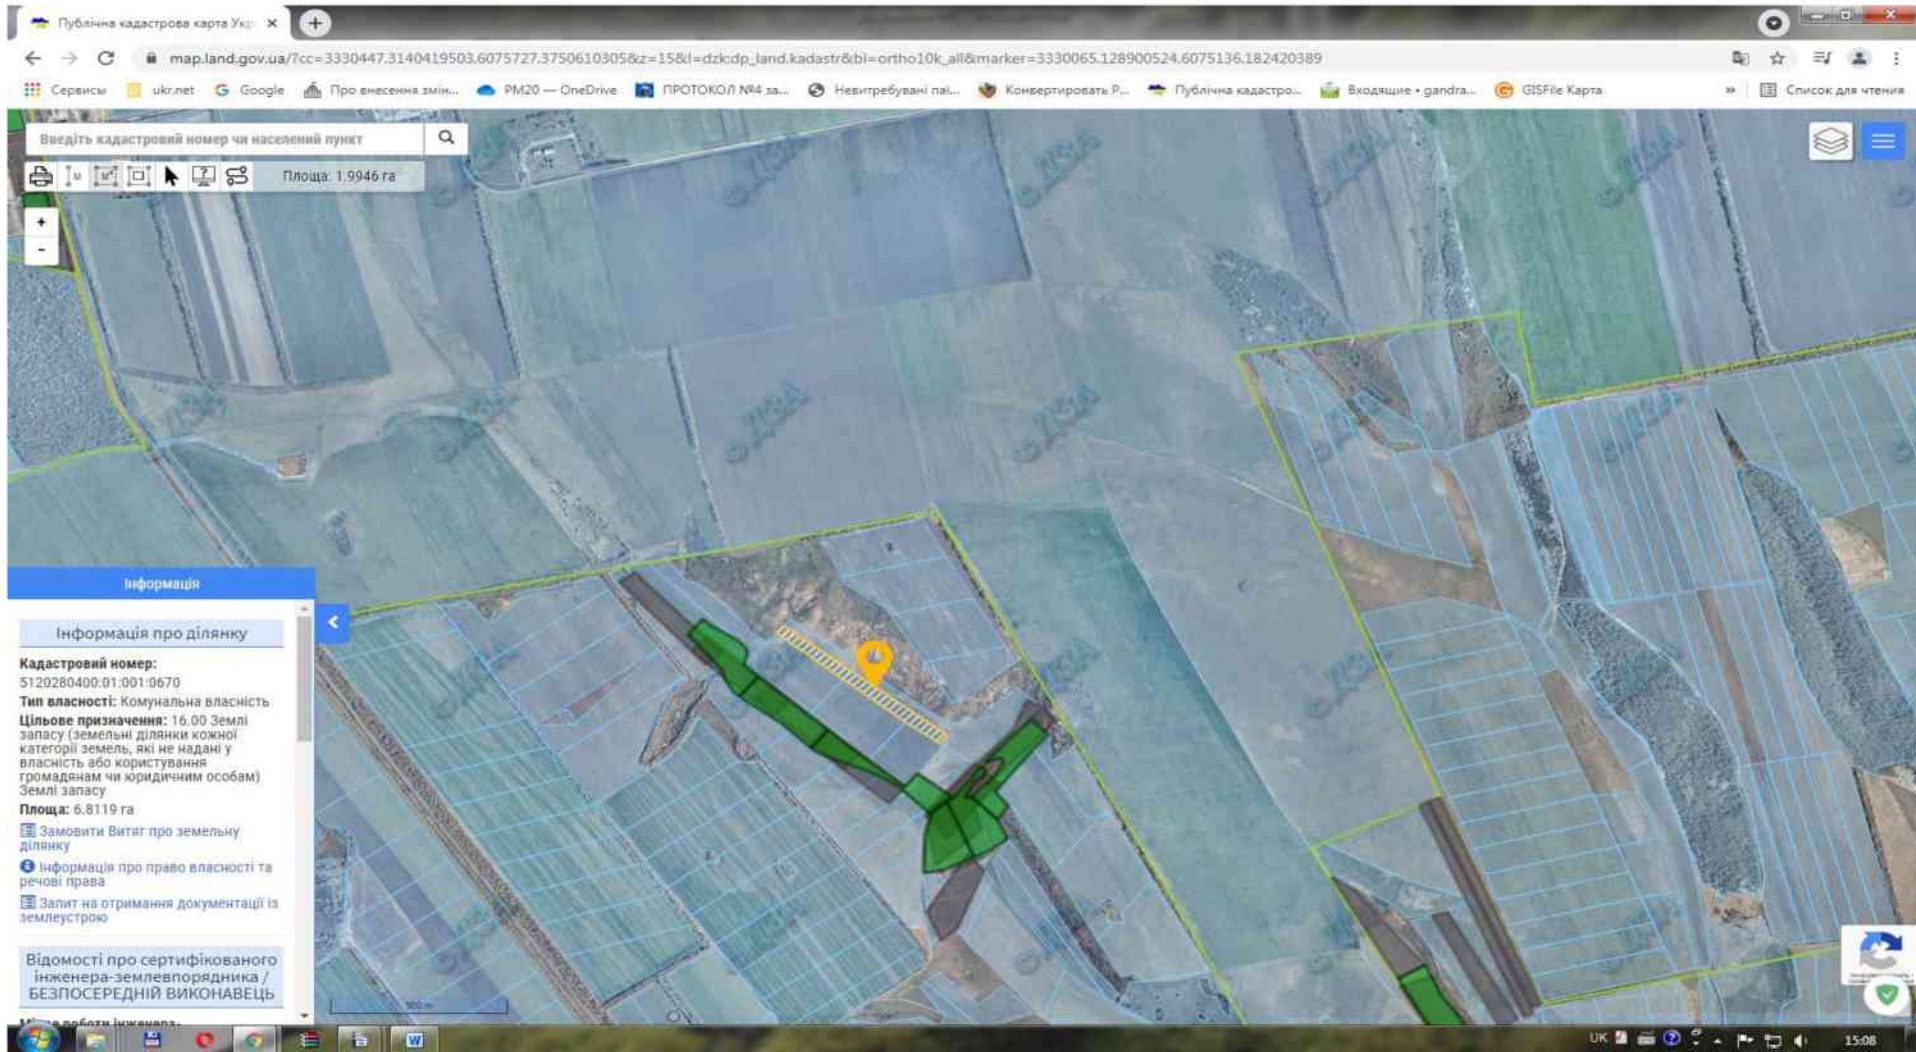 Публічна кадастрова карта Укр
map.land.gov.ua/?cc=3330447.3140419503.6075727.3750610305&z=15&l=dzk:dp_land.kadastr&bl=ortho10k_all&marker=3330065.128900524.6075136.182420389
Сервисы ukr.net Google Про внесення змін... PM20 — OneDrive ПРОТОКОЛ №4 за... Невитребувані паї... Конвертировать P... Публічна кадастро... Входящие • gandra... GISFile Карта » Список для чтения
Введіть кадастровий номер чи населений пункт
Площа: 1.9946 га
+
-
© ДЗА
Інформація
Інформація про ділянку
Кадастровий номер:
5120280400:01:001:0670
Тип власності: Комунальна власність
Цільове призначення: 16.00 Землі
запасу (земельні ділянки кожної
категорії земель, які не надані у
власність або користування
громадянам чи юридичним особам)
Землі запасу
Площа: 6.8119 га
Замовити Витяг про земельну
ділянку
Інформація про право власності та
речові права
Запит на отримання документації із
землеустрою
Відомості про сертифікованого
інженера-землевпорядника /
БЕЗПОСЕРЕДНІЙ ВИКОНАВЕЦЬ
500 m
UK 15:08